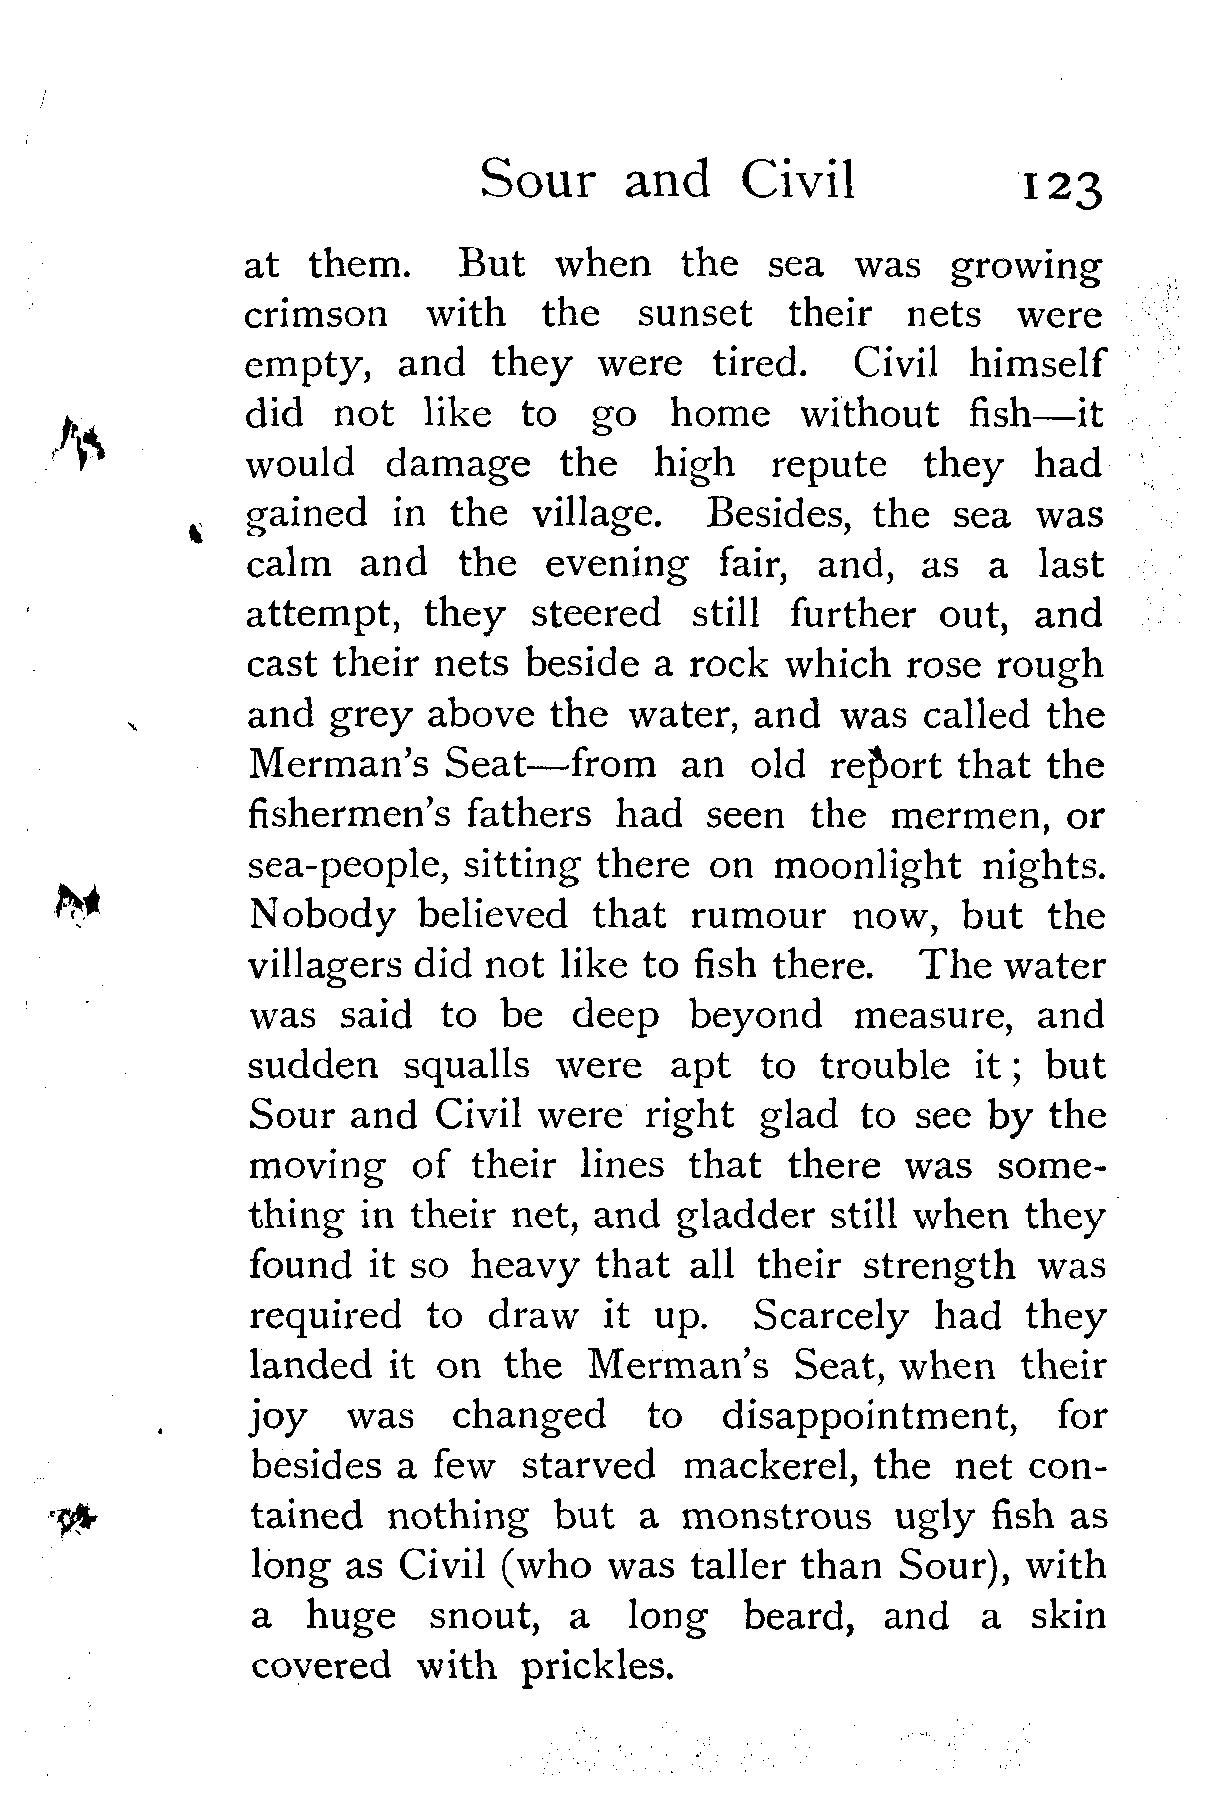 Sour and Civil 123
at them. But when the sea was growing
crimson with the sunset their nets were
empty, and they were tired. Civil himself
did not like to go home without fish—it
would damage the high repute they had
gained in the village. Besides, the sea was
calm and the evening fair, and, as a last
attempt, they steered still further out, and
cast their nets beside a rock which rose rough
and grey above the water, and was called the
Merman's Seat—from an old report that the
fishermen's fathers had seen the mermen, or
sea-people, sitting there on moonlight nights.
Nobody believed that rumour now, but the
villagers did not like to fish there. The water
was said to be deep beyond measure, and
sudden squalls were apt to trouble it; but
Sour and Civil were right glad to see by the
moving of their lines that there was some-
thing in their net, and gladder still when they
found it so heavy that all their strength was
required to draw it up. Scarcely had they
landed it on the Merman's Seat, when their
joy was changed to disappointment, for
besides a few starved mackerel, the net con-
tained nothing but a monstrous ugly fish as
long as Civil (who was taller than Sour), with
a huge snout, a long beard, and a skin
covered with prickles.